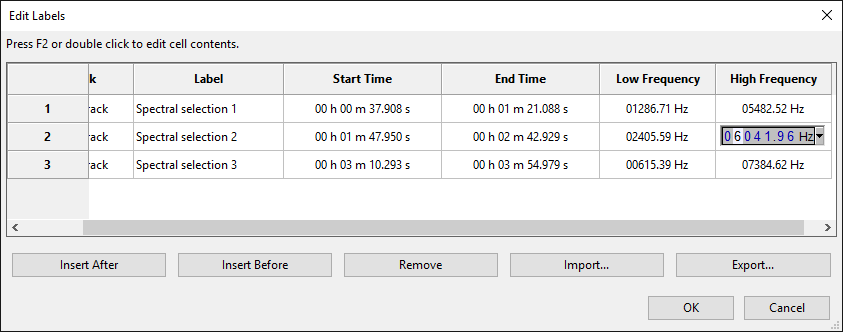 Edit Labels
Press F2 or double click to edit cell contents.
k Label Start Time End Time Low Frequency High Frequency
1 rack Spectral selection 1 00 h 00 m 37.908 s 00 h 01 m 21.088 s 01286.71 Hz 05482.52 Hz
2 rack Spectral selection 2 00 h 01 m 47.950 s 00 h 02 m 42.929 s 02405.59 Hz 06041.96 Hz
3 rack Spectral selection 3 00 h 03 m 10.293 s 00 h 03 m 54.979 s 00615.39 Hz 07384.62 Hz
Insert After Insert Before Remove Import... Export...
OK Cancel